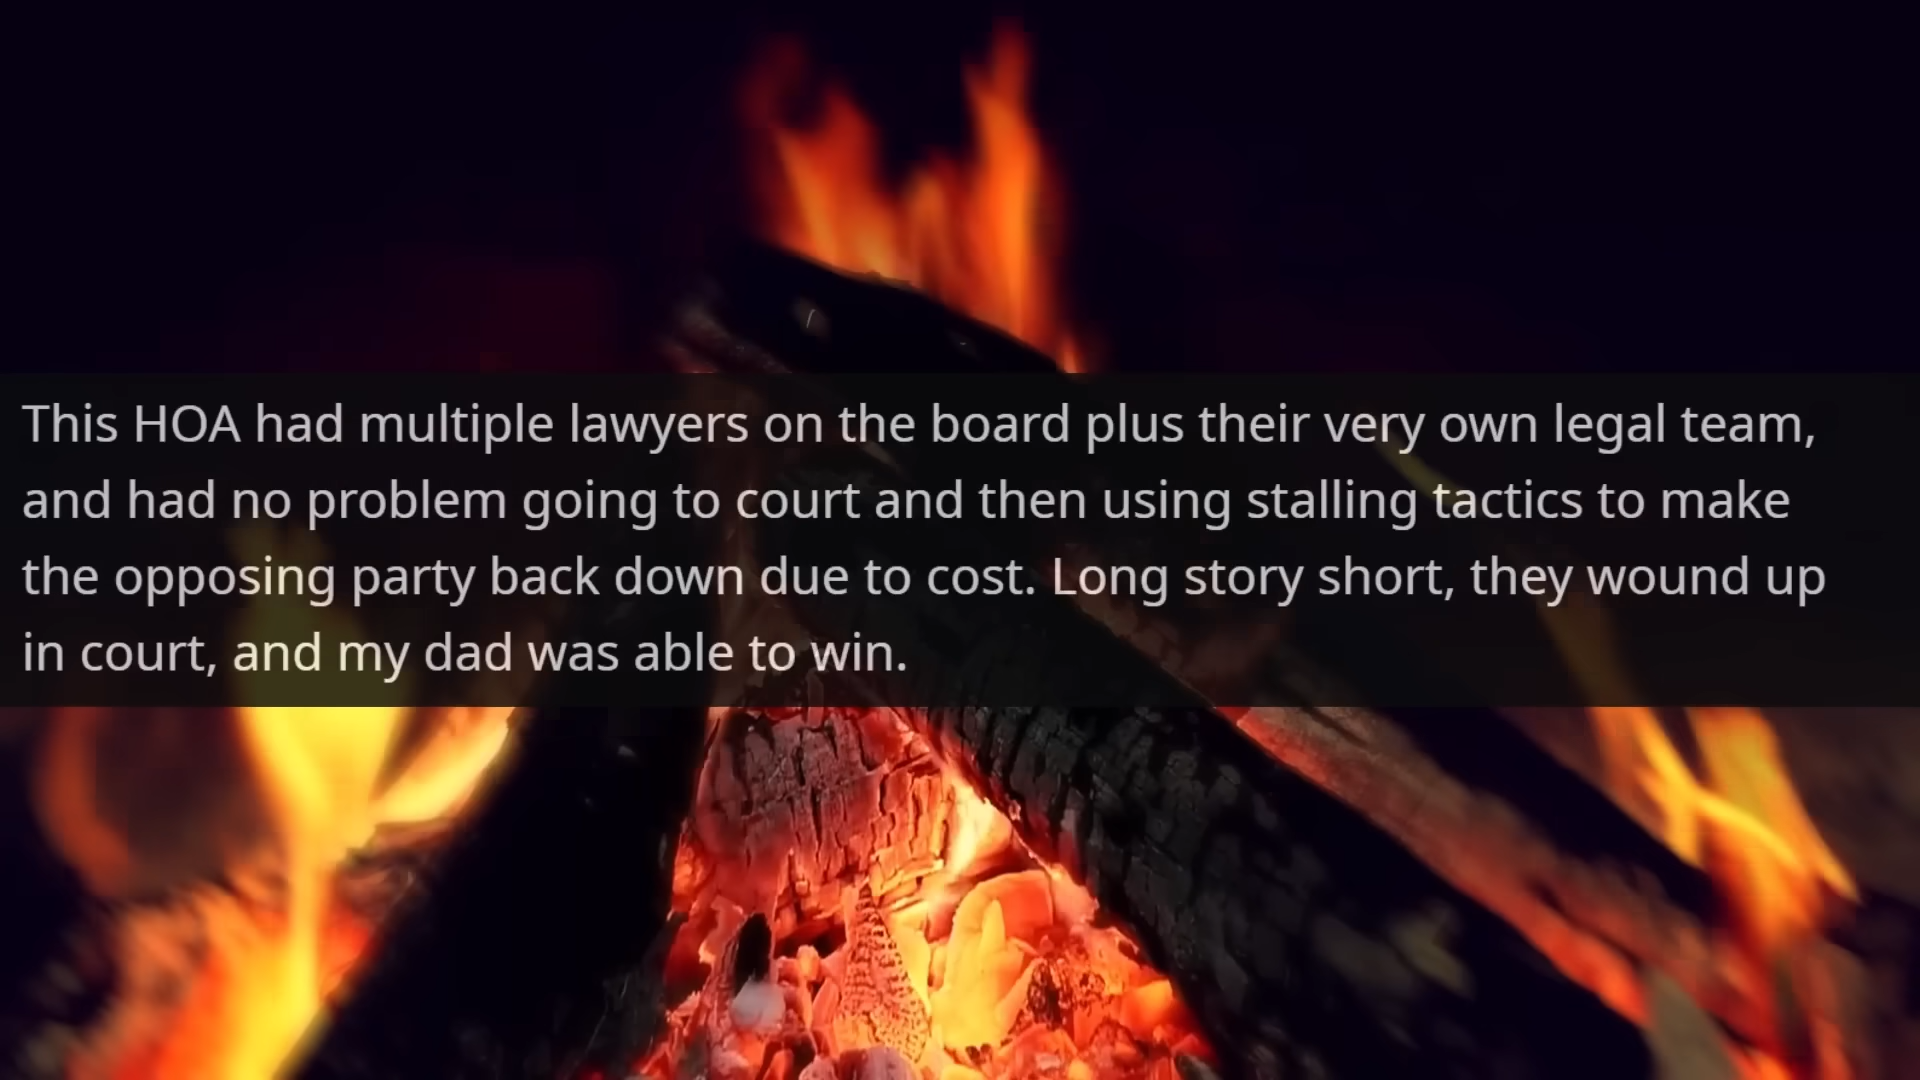 This HOA had multiple lawyers on the board plus their very own legal team,
and had no problem going to court and then using stalling tactics to make
the opposing party back down due to cost. Long story short, they wound up
in court, and my dad was able to win.